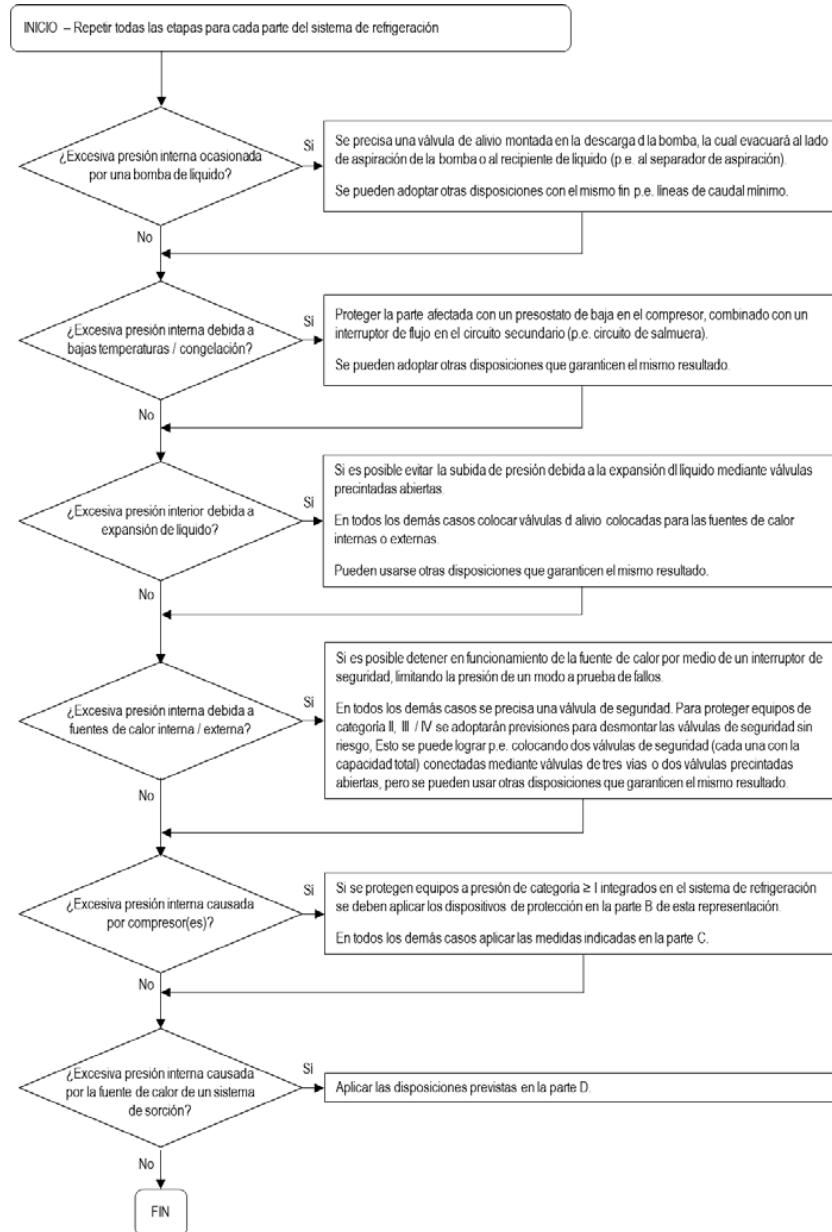 INICIO – Repetir todas las etapas para cada parte del sistema de refrigeración
¿Excesiva presión interna ocasionada
por una bomba de líquido?
Si
Se precisa una válvula de alivio montada en la descarga d la bomba, la cual evacuará al lado
de aspiración de la bomba o al recipiente de líquido (p.e. al separador de aspiración).
Se pueden adoptar otras disposiciones con el mismo fin p.e. líneas de caudal mínimo.
No
¿Excesiva presión interna debida a
bajas temperaturas / congelación?
Si
Proteger la parte afectada con un presostato de baja en el compresor, combinado con un
interruptor de flujo en el circuito secundario (p.e. circuito de salmuera).
Se pueden adoptar otras disposiciones que garanticen el mismo resultado.
No
¿Excesiva presión interior debida a
expansión de líquido?
Si
Si es posible evitar la subida de presión debida a la expansión dl líquido mediante válvulas
precintadas abiertas.
En todos los demás casos colocar válvulas d alivio colocadas para las fuentes de calor
internas o externas.
Pueden usarse otras disposiciones que garanticen el mismo resultado.
No
¿Excesiva presión interna debida a
fuentes de calor interna / externa?
Si
Si es posible detener en funcionamiento de la fuente de calor por medio de un interruptor de
seguridad, limitando la presión de un modo a prueba de fallos.
En todos los demás casos se precisa una válvula de seguridad. Para proteger equipos de
categoría II, III / IV se adoptarán previsiones para desmontar las válvulas de seguridad sin
riesgo, Esto se puede lograr p.e. colocando dos válvulas de seguridad (cada una con la
capacidad total) conectadas mediante válvulas de tres vías o dos válvulas precintadas
abiertas, pero se pueden usar otras disposiciones que garanticen el mismo resultado.
No
¿Excesiva presión interna causada
por compresor(es)?
Si
Si se protegen equipos a presión de categoría ≥ I integrados en el sistema de refrigeración
se deben aplicar los dispositivos de protección en la parte B de esta representación.
En todos los demás casos aplicar las medidas indicadas en la parte C.
No
¿Excesiva presión interna causada
por la fuente de calor de un sistema
de sorción?
Si
Aplicar las disposiciones previstas en la parte D.
No
FIN